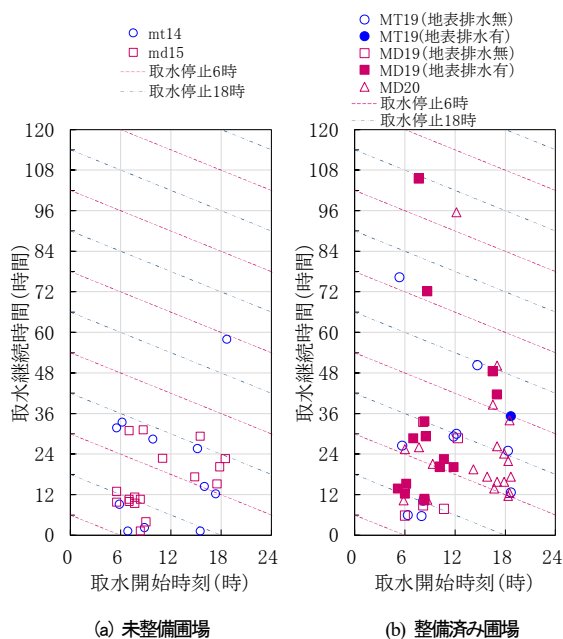 mt14
md15
取水停止6時
取水停止18時
MT19(地表排水無)
MT19(地表排水有)
MD19(地表排水無)
MD19(地表排水有)
MD20
取水停止6時
取水停止18時
120
108
96
84
72
60
48
36
24
12
0
取水継続時間(時間)
0 6 12 18 24
取水開始時刻(時)
(a) 未整備圃場
120
108
96
84
72
60
48
36
24
12
0
取水継続時間(時間)
0 6 12 18 24
取水開始時刻(時)
(b) 整備済み圃場